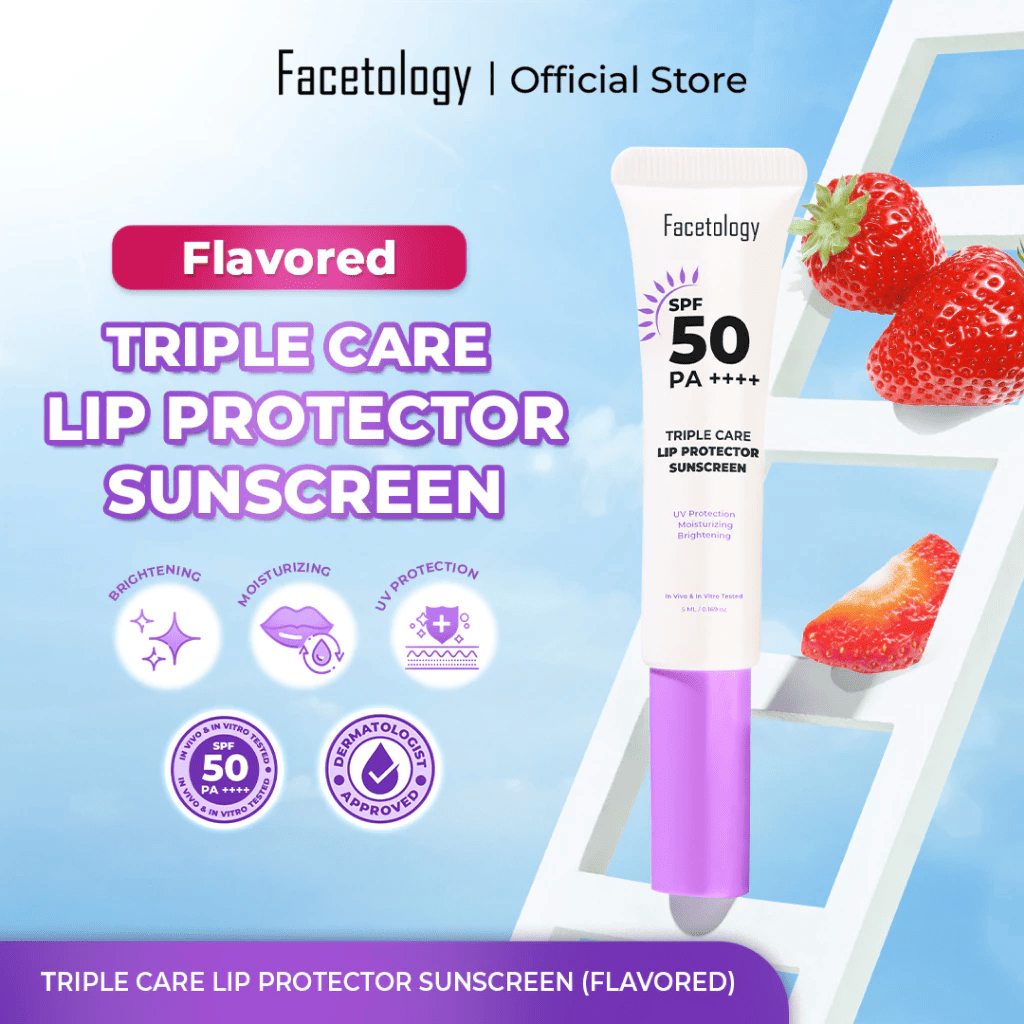 Facetology | Official Store
Flavored
TRIPLE CARE
LIP PROTECTOR
SUNSCREEN
BRIGHTENING
MOISTURIZING
UV PROTECTION
IN VIVO & IN VITRO TESTED
SPF
50
PA ++++
IN VIVO & IN VITRO TESTED
DERMATOLOGIST
APPROVED
Facetology
SPF
50
PA ++++
TRIPLE CARE
LIP PROTECTOR
SUNSCREEN
UV Protection
Moisturizing
Brightening
In Vivo & In Vitro Tested
5 ML / 0.169 oz
TRIPLE CARE LIP PROTECTOR SUNSCREEN (FLAVORED)